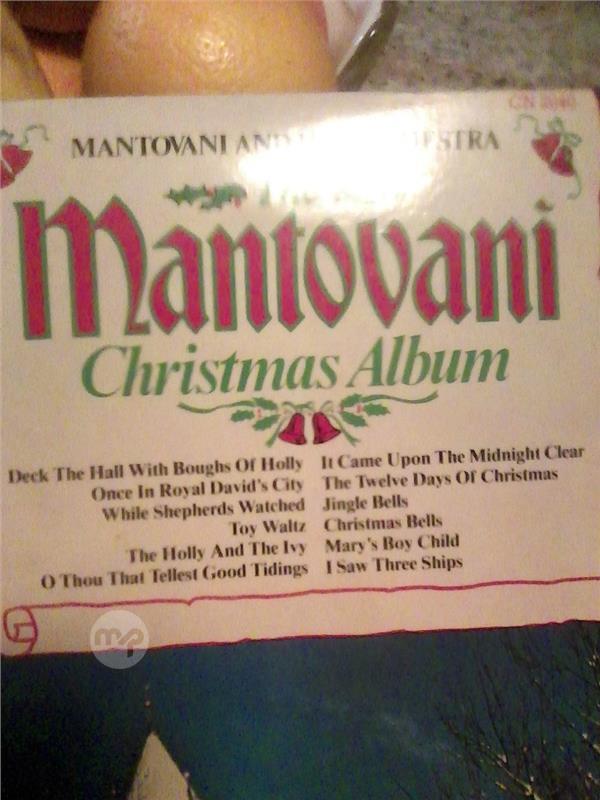 GN 2040
MANTOVANI AND ESTRA
Mantovani
Christmas Album
Deck The Hall With Boughs Of Holly
Once In Royal David's City
While Shepherds Watched
Toy Waltz
The Holly And The Ivy
O Thou That Tellest Good Tidings
It Came Upon The Midnight Clear
The Twelve Days Of Christmas
Jingle Bells
Christmas Bells
Mary's Boy Child
I Saw Three Ships
mp